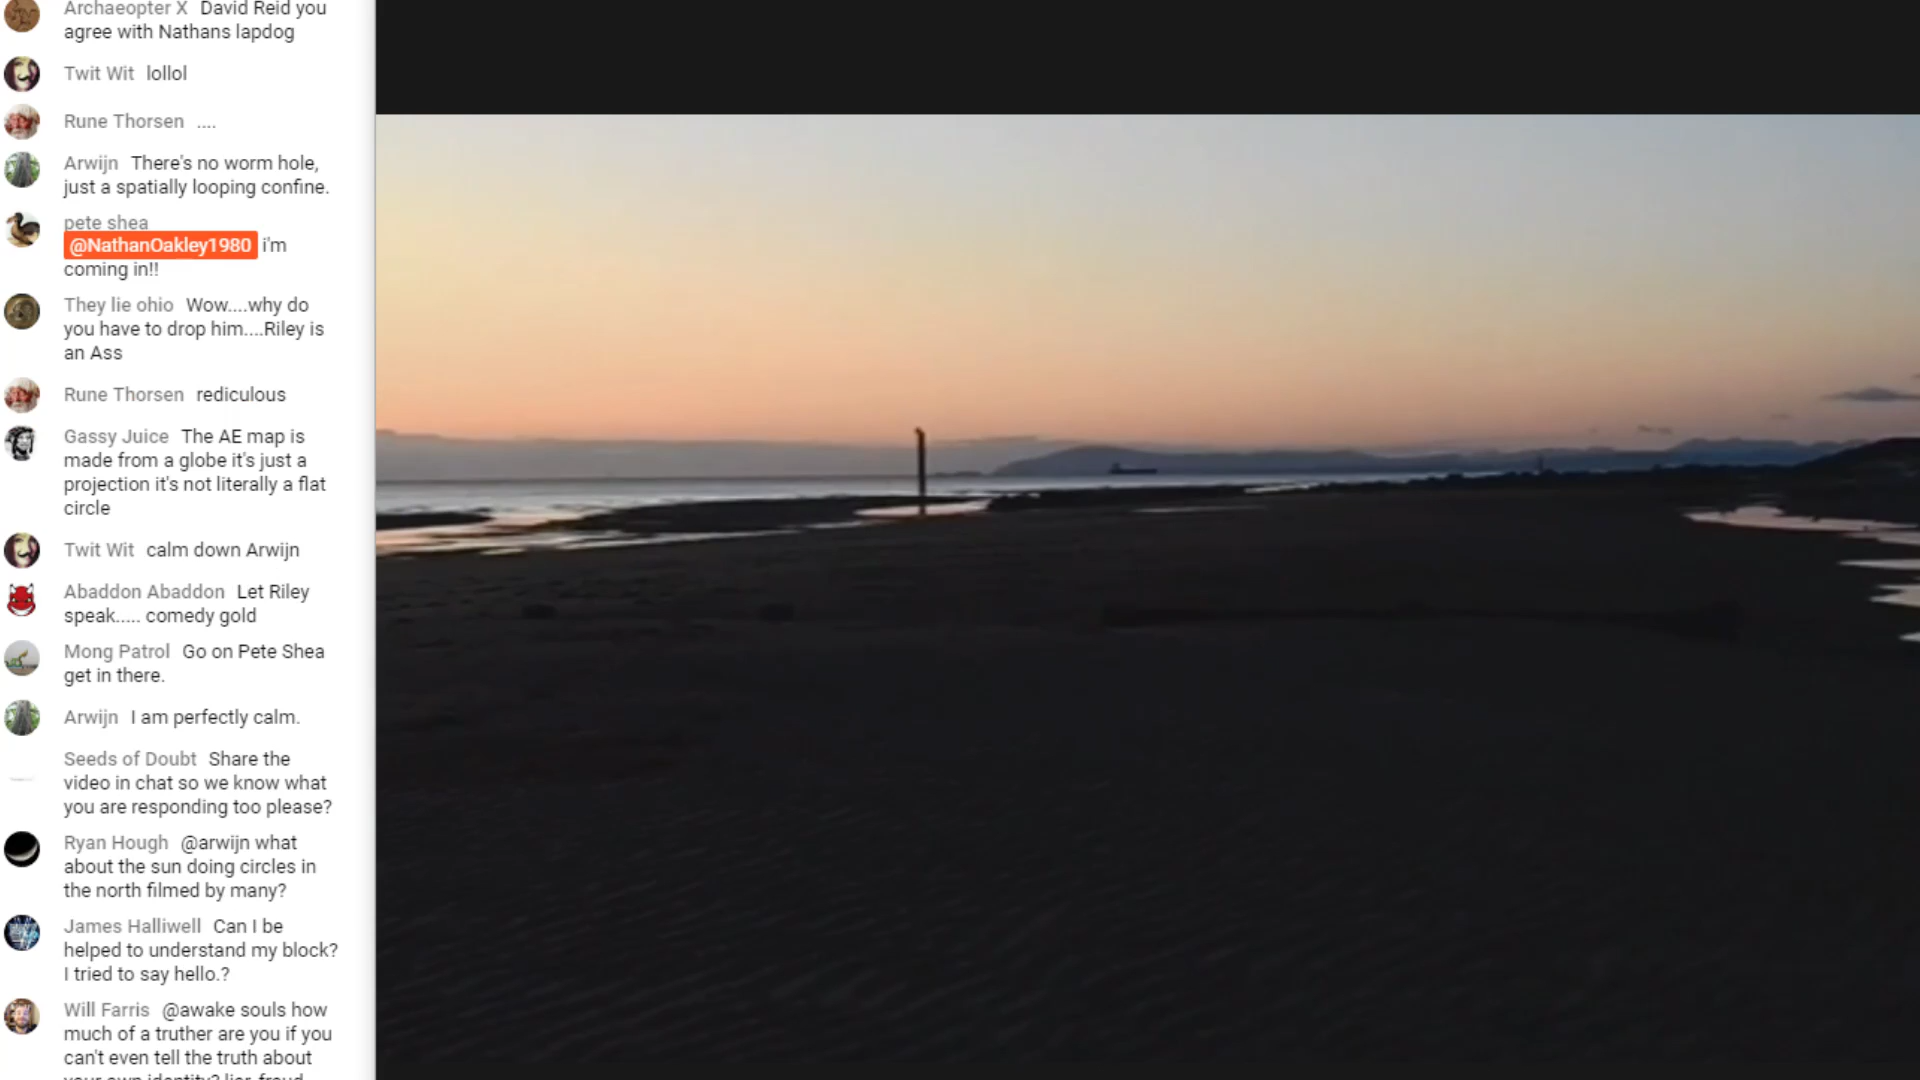 Archaeopter X David Reid you
agree with Nathans lapdog
Twit Wit lollol
Rune Thorsen ....
Arwijn There's no worm hole,
just a spatially looping confine.
pete shea
@NathanOakley1980 i'm
coming in!!
They lie ohio Wow....why do
you have to drop him....Riley is
an Ass
Rune Thorsen rediculous
Gassy Juice The AE map is
made from a globe it's just a
projection it's not literally a flat
circle
Twit Wit calm down Arwijn
Abaddon Abaddon Let Riley
speak..... comedy gold
Mong Patrol Go on Pete Shea
get in there.
Arwijn I am perfectly calm.
Seeds of Doubt Share the
video in chat so we know what
you are responding too please?
Ryan Hough @arwijn what
about the sun doing circles in
the north filmed by many?
James Halliwell Can I be
helped to understand my block?
I tried to say hello.?
Will Farris @awake souls how
much of a truther are you if you
can't even tell the truth about
your own identity? liar, fraud